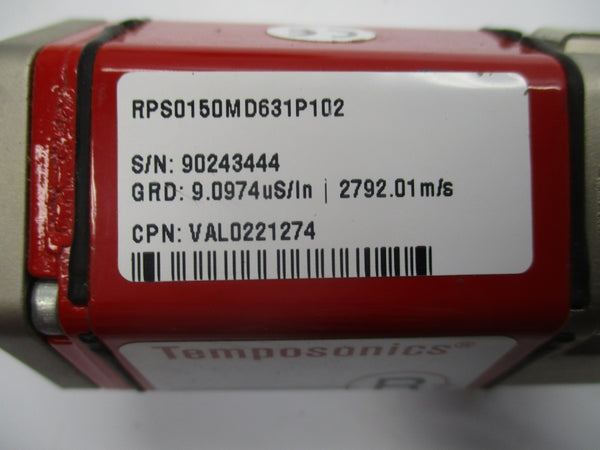 RPS0150MD631P102
S/N: 90243444
GRD: 9.0974uS/In | 2792.01m/s
CPN: VAL0221274
Temposonics®
R